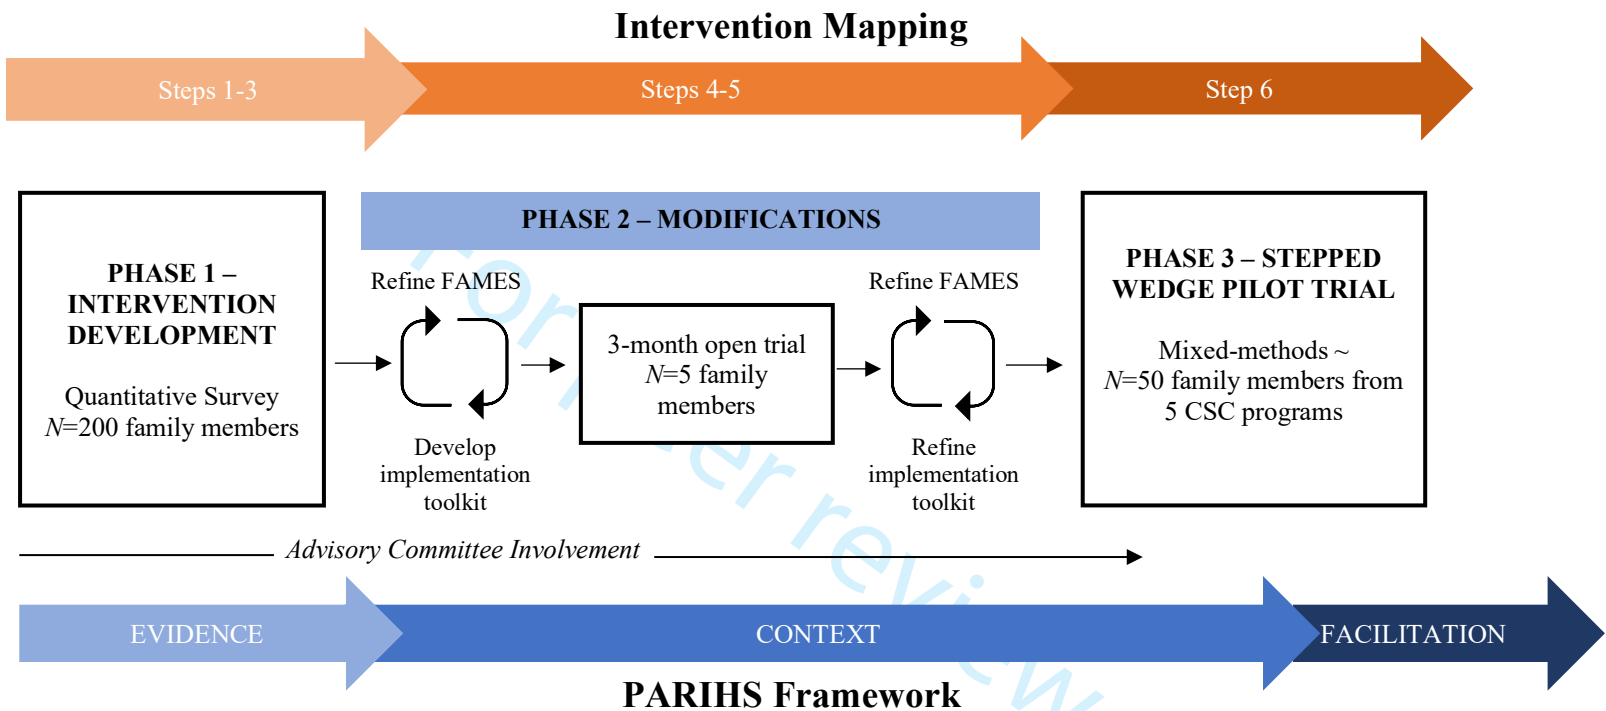 Intervention Mapping
Steps 1-3
Steps 4-5
Step 6
PHASE 1 –
INTERVENTION
DEVELOPMENT
Quantitative Survey
N=200 family members
PHASE 2 – MODIFICATIONS
Refine FAMES
Develop
implementation
toolkit
3-month open trial
N=5 family
members
Refine FAMES
Refine
implementation
toolkit
PHASE 3 – STEPPED
WEDGE PILOT TRIAL
Mixed-methods ~
N=50 family members from
5 CSC programs
Advisory Committee Involvement
EVIDENCE
CONTEXT
FACILITATION
PARIHS Framework